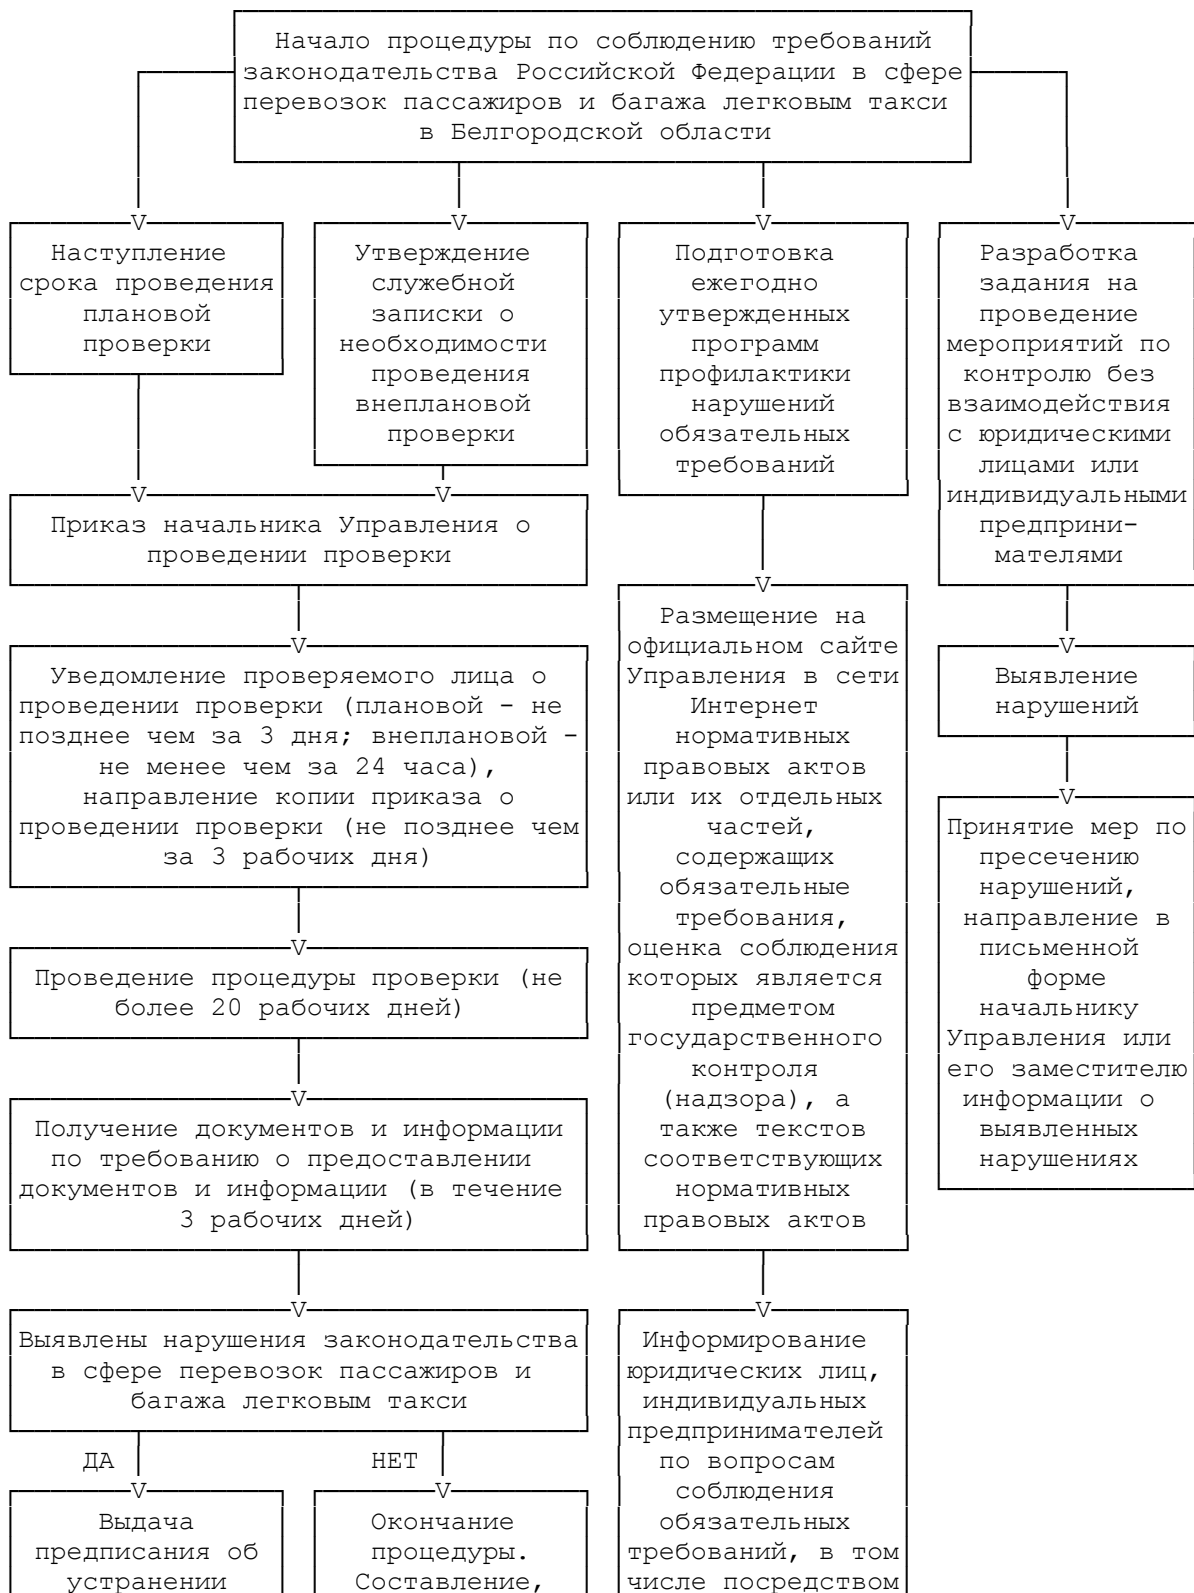 Начало процедуры по соблюдению требований
законодательства Российской Федерации в сфере
перевозок пассажиров и багажа легковым такси
в Белгородской области
Наступление
срока проведения
плановой
проверки
Утверждение
служебной
записки о
необходимости
проведения
внеплановой
проверки
Подготовка
ежегодно
утвержденных
программ
профилактики
нарушений
обязательных
требований
Разработка
задания на
проведение
мероприятий по
контролю без
взаимодействия
с юридическими
лицами или
индивидуальными
предприни-
мателями
Приказ начальника Управления о
проведении проверки
Уведомление проверяемого лица о
проведении проверки (плановой - не
позднее чем за 3 дня; внеплановой -
не менее чем за 24 часа),
направление копии приказа о
проведении проверки (не позднее чем
за 3 рабочих дня)
Размещение на
официальном сайте
Управления в сети
Интернет
нормативных
правовых актов
или их отдельных
частей,
содержащих
обязательные
требования,
оценка соблюдения
которых является
предметом
государственного
контроля
(надзора), а
также текстов
соответствующих
нормативных
правовых актов
Выявление
нарушений
Принятие мер по
пресечению
нарушений,
направление в
письменной
форме
начальнику
Управления или
его заместителю
информации о
выявленных
нарушениях
Проведение процедуры проверки (не
более 20 рабочих дней)
Получение документов и информации
по требованию о предоставлении
документов и информации (в течение
3 рабочих дней)
Выявлены нарушения законодательства
в сфере перевозок пассажиров и
багажа легковым такси
ДА
НЕТ
Выдача
предписания об
устранении
Окончание
процедуры.
Составление,
Информирование
юридических лиц,
индивидуальных
предпринимателей
по вопросам
соблюдения
обязательных
требований, в том
числе посредством